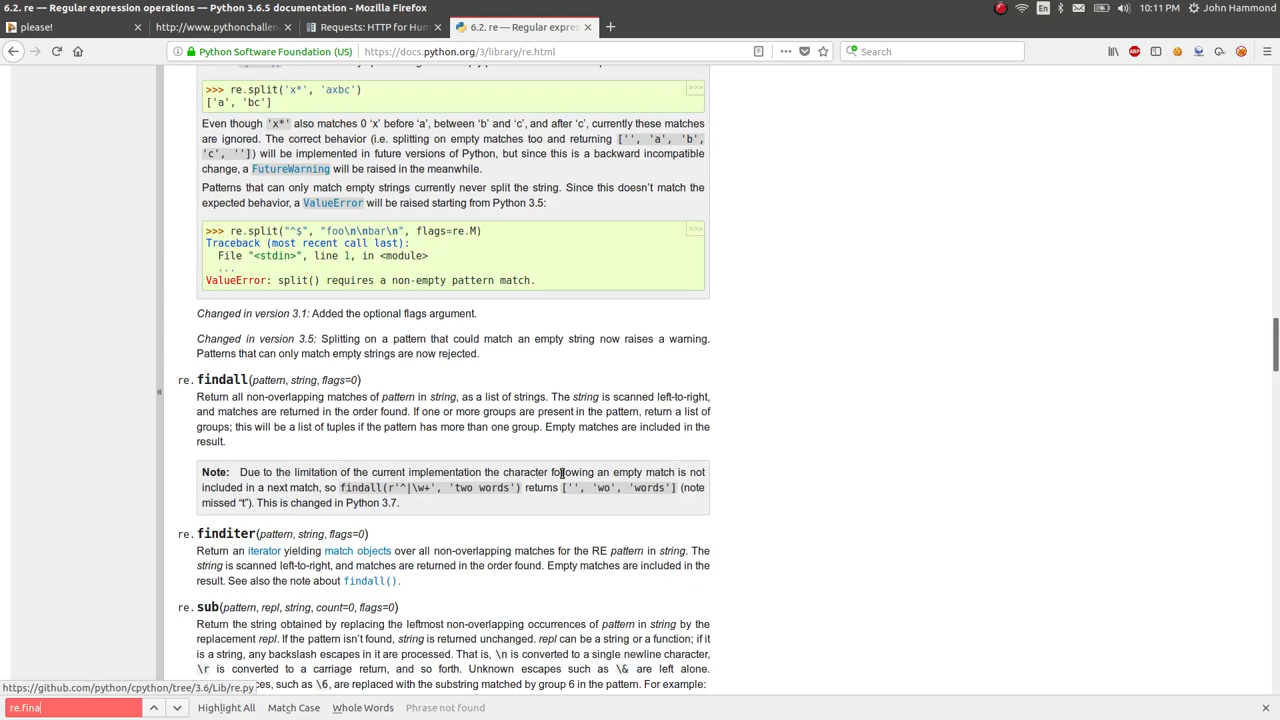 6.2. re — Regular expression operations — Python 3.6.5 documentation - Mozilla Firefox
En
10:11 PM
John Hammond
please!
http://www.pythonchalleng
Requests: HTTP for Hum
6.2. re — Regular expres
Python Software Foundation (US)
https://docs.python.org/3/library/re.html
Search
>>> re.split('x*', 'axbc')
['a', 'bc']
>>>
Even though 'x*' also matches 0 ‘x’ before ‘a’, between ‘b’ and ‘c’, and after ‘c’, currently these matches
are ignored. The correct behavior (i.e. splitting on empty matches too and returning ['', 'a', 'b',
'c', '']) will be implemented in future versions of Python, but since this is a backward incompatible
change, a FutureWarning will be raised in the meanwhile.
Patterns that can only match empty strings currently never split the string. Since this doesn’t match the
expected behavior, a ValueError will be raised starting from Python 3.5:
>>> re.split("^$", "foo\n\nbar\n", flags=re.M)
>>>
Traceback (most recent call last):
File "<stdin>", line 1, in <module>
...
ValueError: split() requires a non-empty pattern match.
Changed in version 3.1: Added the optional flags argument.
Changed in version 3.5: Splitting on a pattern that could match an empty string now raises a warning.
Patterns that can only match empty strings are now rejected.
re.findall(pattern, string, flags=0)
Return all non-overlapping matches of pattern in string, as a list of strings. The string is scanned left-to-right,
and matches are returned in the order found. If one or more groups are present in the pattern, return a list of
groups; this will be a list of tuples if the pattern has more than one group. Empty matches are included in the
result.
Note: Due to the limitation of the current implementation the character following an empty match is not
included in a next match, so findall(r'^|\w+', 'two words') returns ['', 'wo', 'words'] (note
missed “t”). This is changed in Python 3.7.
re.finditer(pattern, string, flags=0)
Return an iterator yielding match objects over all non-overlapping matches for the RE pattern in string. The
string is scanned left-to-right, and matches are returned in the order found. Empty matches are included in the
result. See also the note about findall().
re.sub(pattern, repl, string, count=0, flags=0)
Return the string obtained by replacing the leftmost non-overlapping occurrences of pattern in string by the
replacement repl. If the pattern isn’t found, string is returned unchanged. repl can be a string or a function; if it
is a string, any backslash escapes in it are processed. That is, \n is converted to a single newline character,
\r is converted to a carriage return, and so forth. Unknown escapes such as \& are left alone.
https://github.com/python/cpython/tree/3.6/Lib/re.py
ces, such as \6, are replaced with the substring matched by group 6 in the pattern. For example:
re.fina
Highlight All
Match Case
Whole Words
Phrase not found